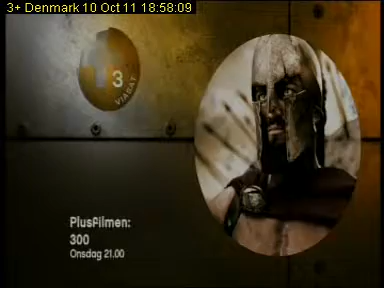 3+ Denmark 10 Oct 11 18:58:09
3
VIASAT
Plusfilmen:
300
Onsdag 21.00